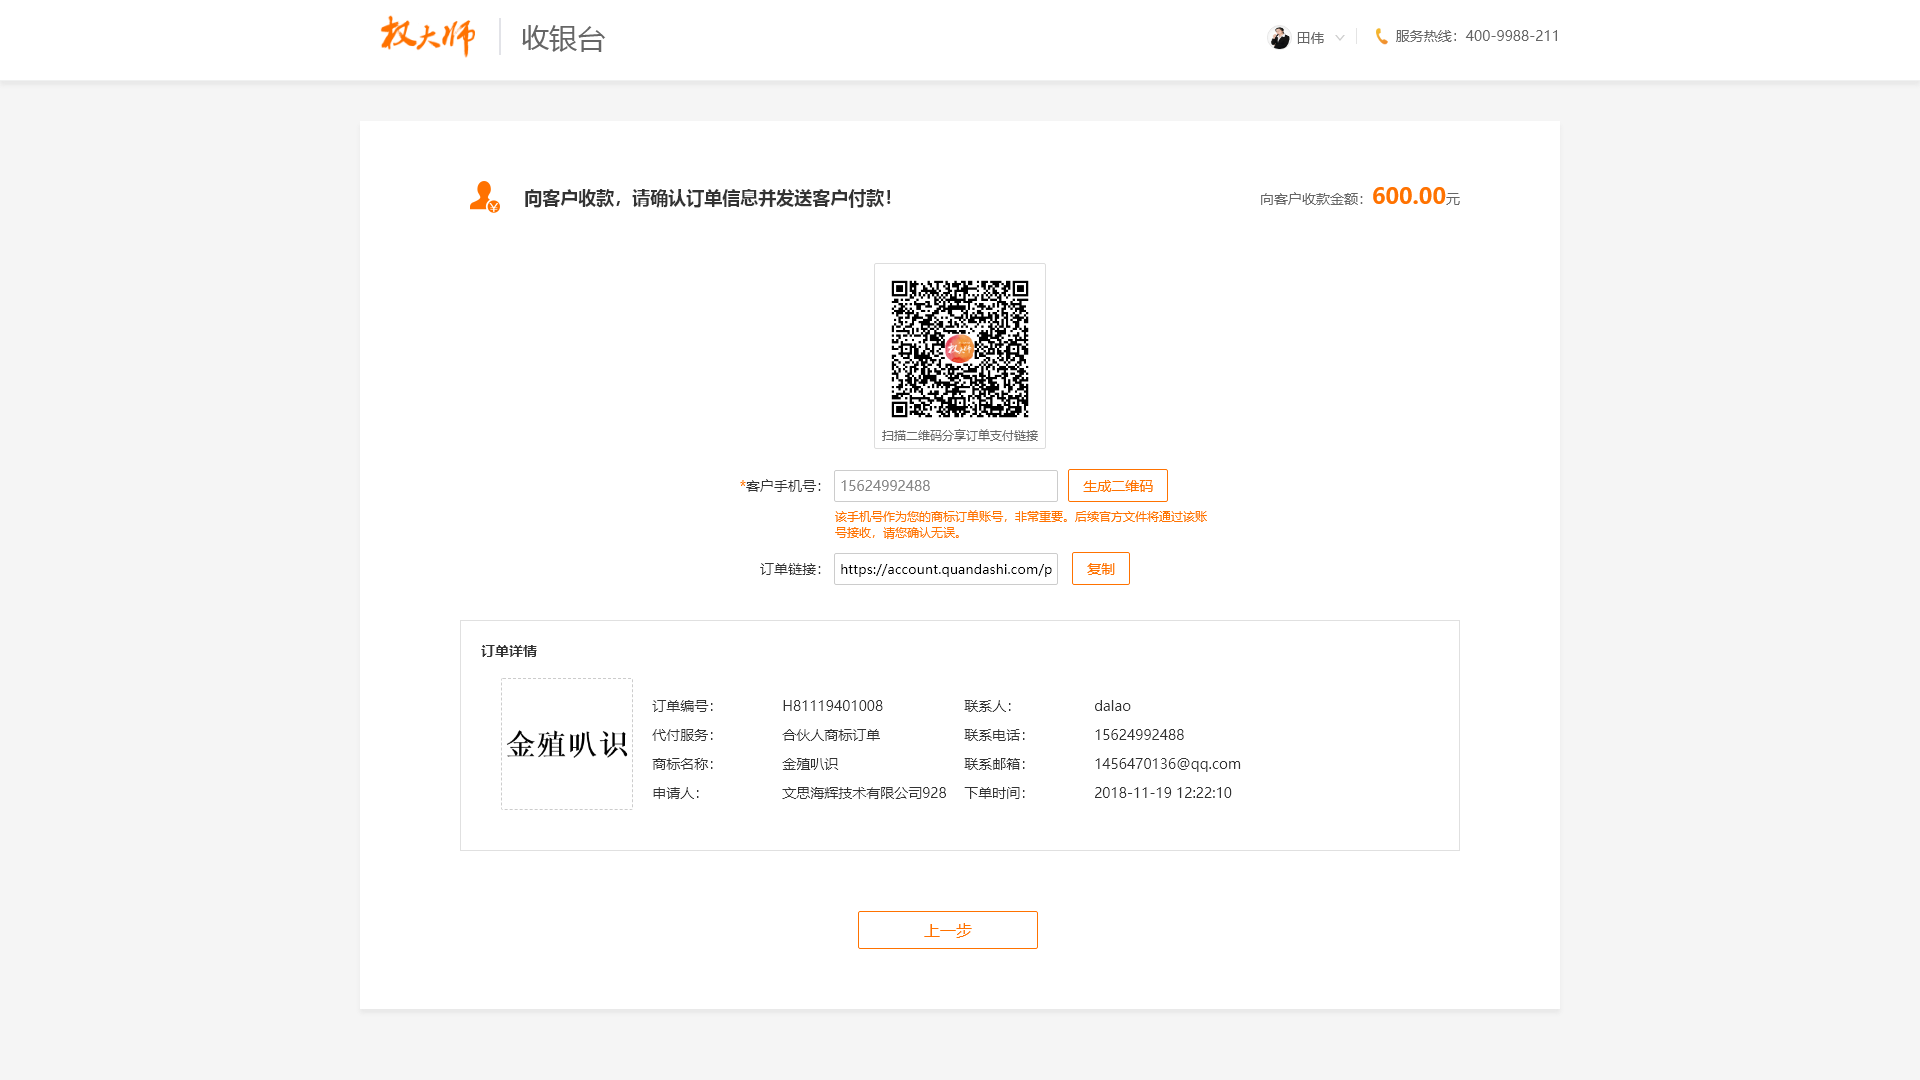 权大师 收银台 田伟 服务热线：400-9988-211
向客户收款，请确认订单信息并发送客户付款！ 向客户收款金额：600.00元
权大师
扫描二维码分享订单支付链接
*客户手机号： 15624992488 生成二维码
该手机号作为您的商标订单账号，非常重要。后续官方文件将通过该账
号接收，请您确认无误。
订单链接： https://account.quandashi.com/p 复制
订单详情
金殖叭识
订单编号： H81119401008 联系人： dalao
代付服务： 合伙人商标订单 联系电话： 15624992488
商标名称： 金殖叭识 联系邮箱： 1456470136@qq.com
申请人： 文思海辉技术有限公司928 下单时间： 2018-11-19 12:22:10
上一步